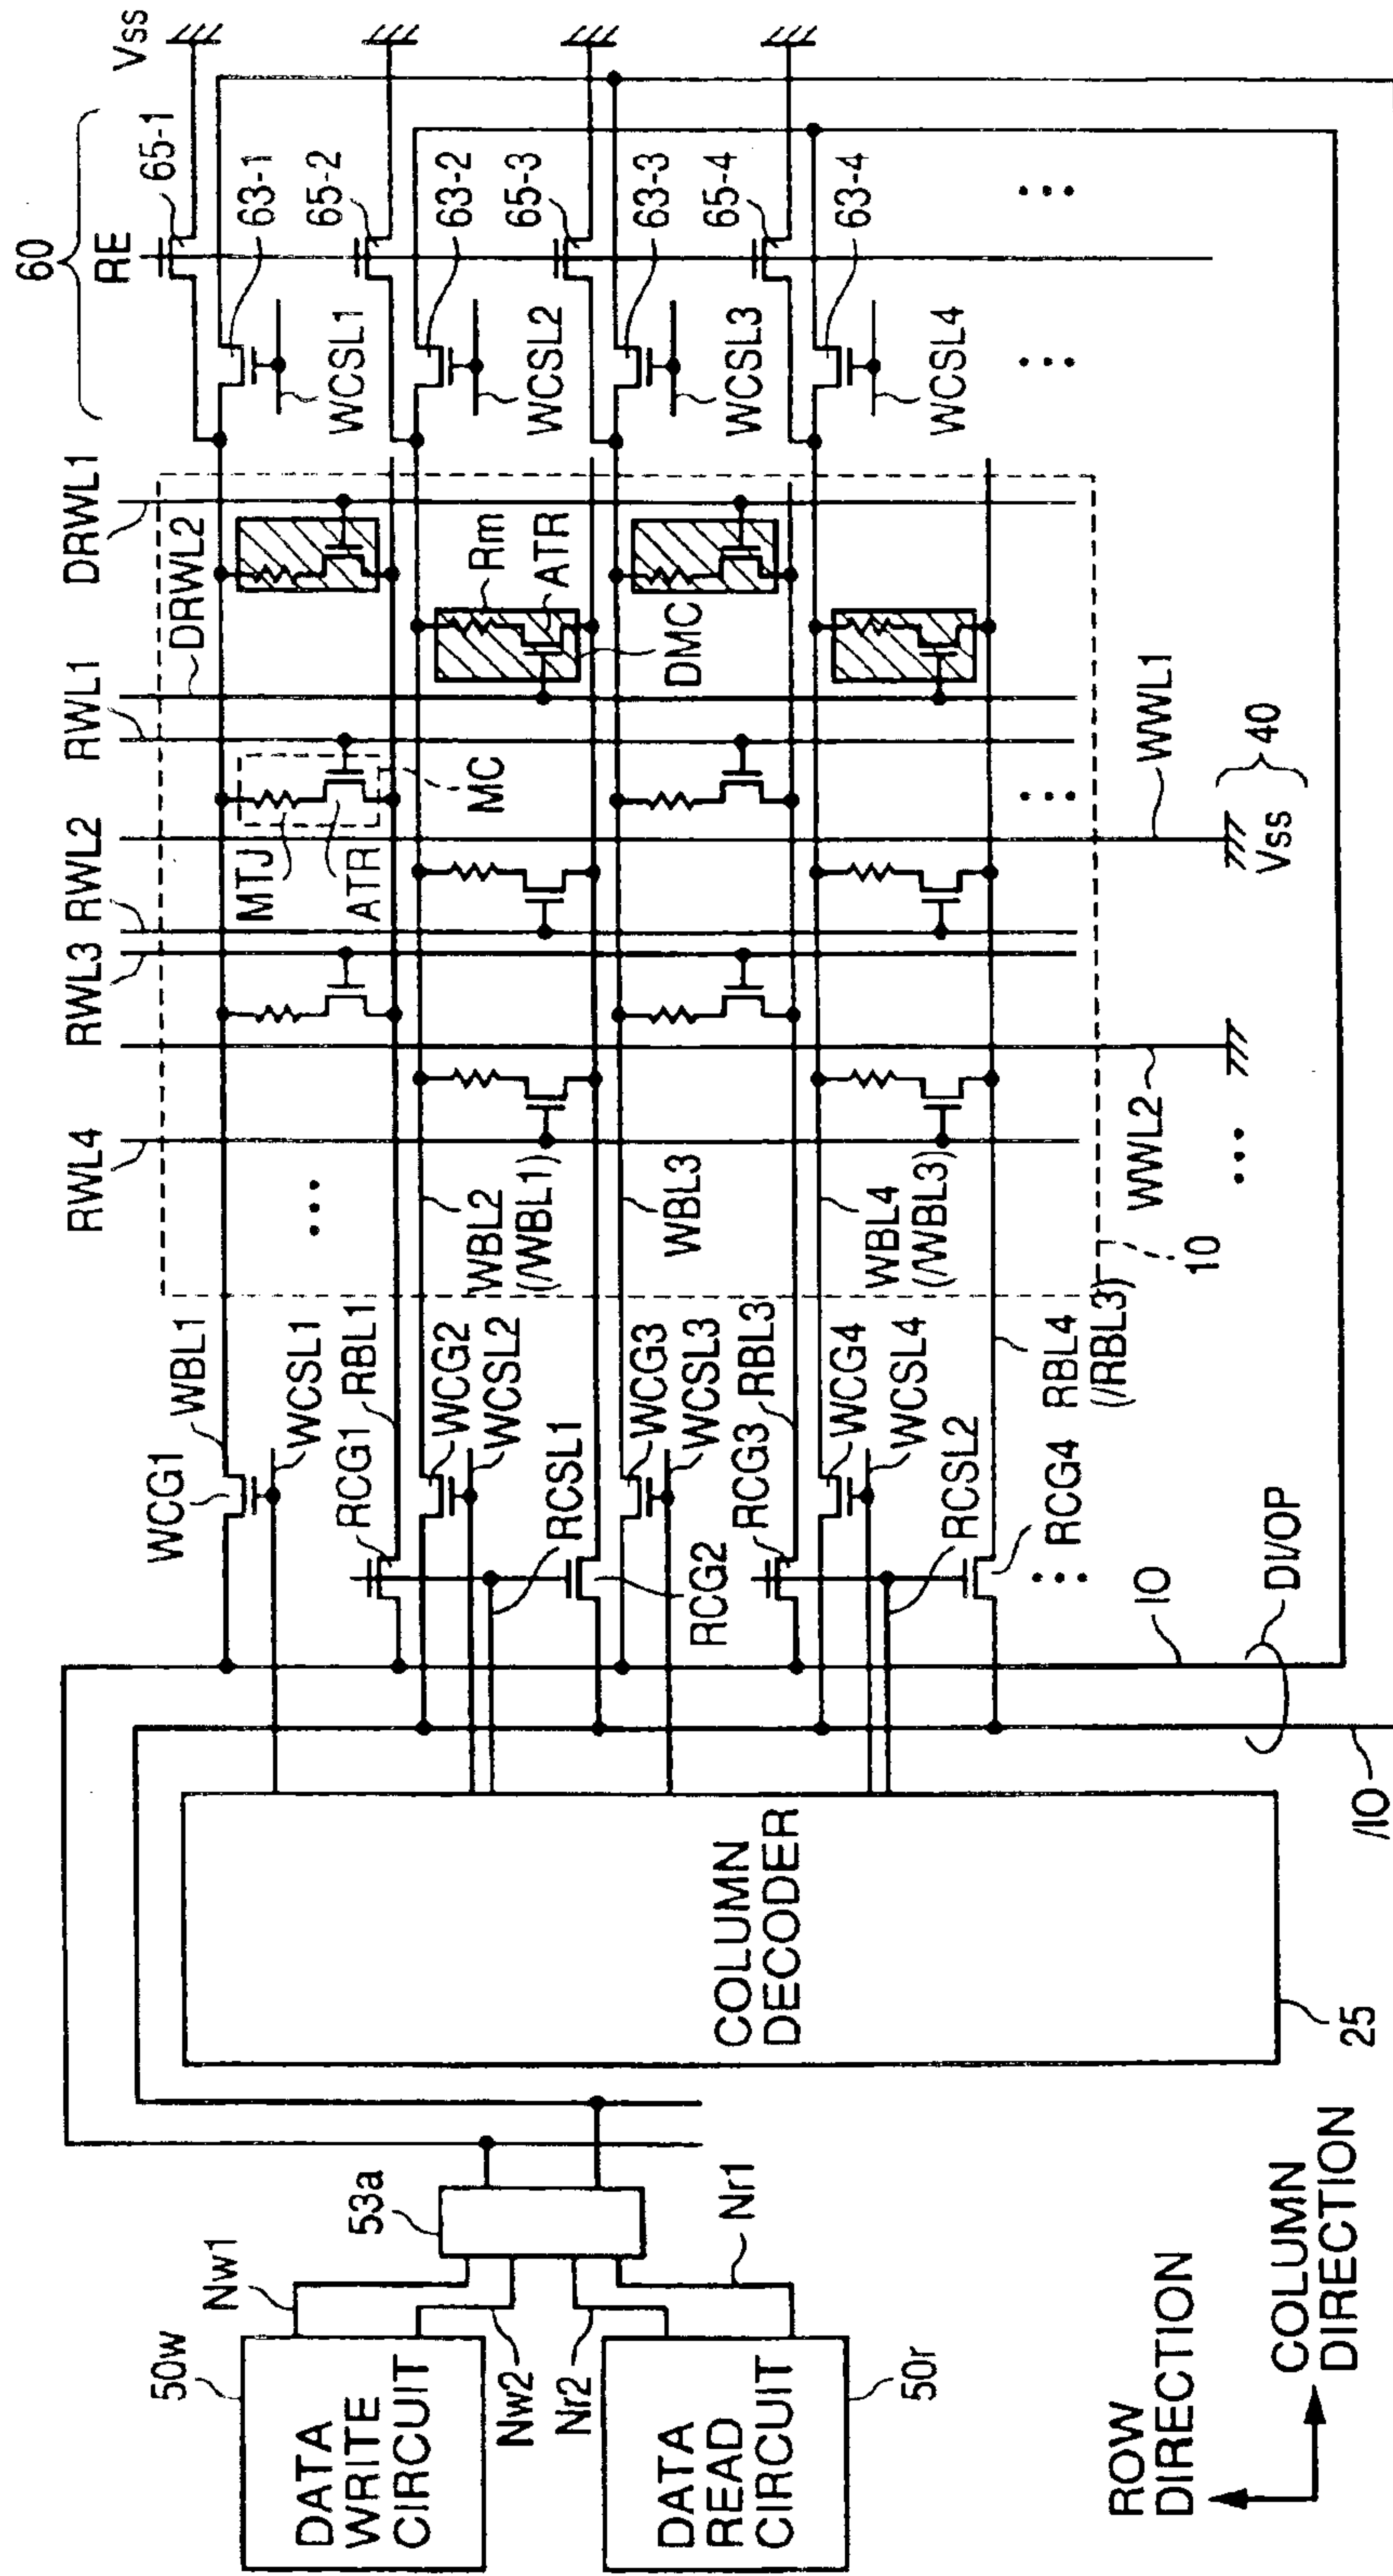 50w
DATA
WRITE
CIRCUIT
Nw1
Nw2
53a
Nr2
Nr1
DATA
READ
CIRCUIT
50r
ROW
DIRECTION
COLUMN
DIRECTION
COLUMN
DECODER
25
/IO
IO
DI/OP
WCG1
WBL1
WCSL1
RCG1
RBL1
WCG2
WCSL2
RCSL1
RCG2
WCG3
WCSL3
RCG3
RBL3
WCG4
WCSL4
RCSL2
RCG4
RBL4
(/RBL3)
WBL2
(/WBL1)
WBL3
WBL4
(/WBL3)
10
RWL4
RWL3
RWL2
RWL1
DRWL2
DRWL1
MTJ
ATR
MC
Rm
ATR
DMC
WWL2
WWL1
Vss
40
60
RE
65-1
Vss
63-1
WCSL1
65-2
63-2
WCSL2
65-3
63-3
WCSL3
65-4
63-4
WCSL4